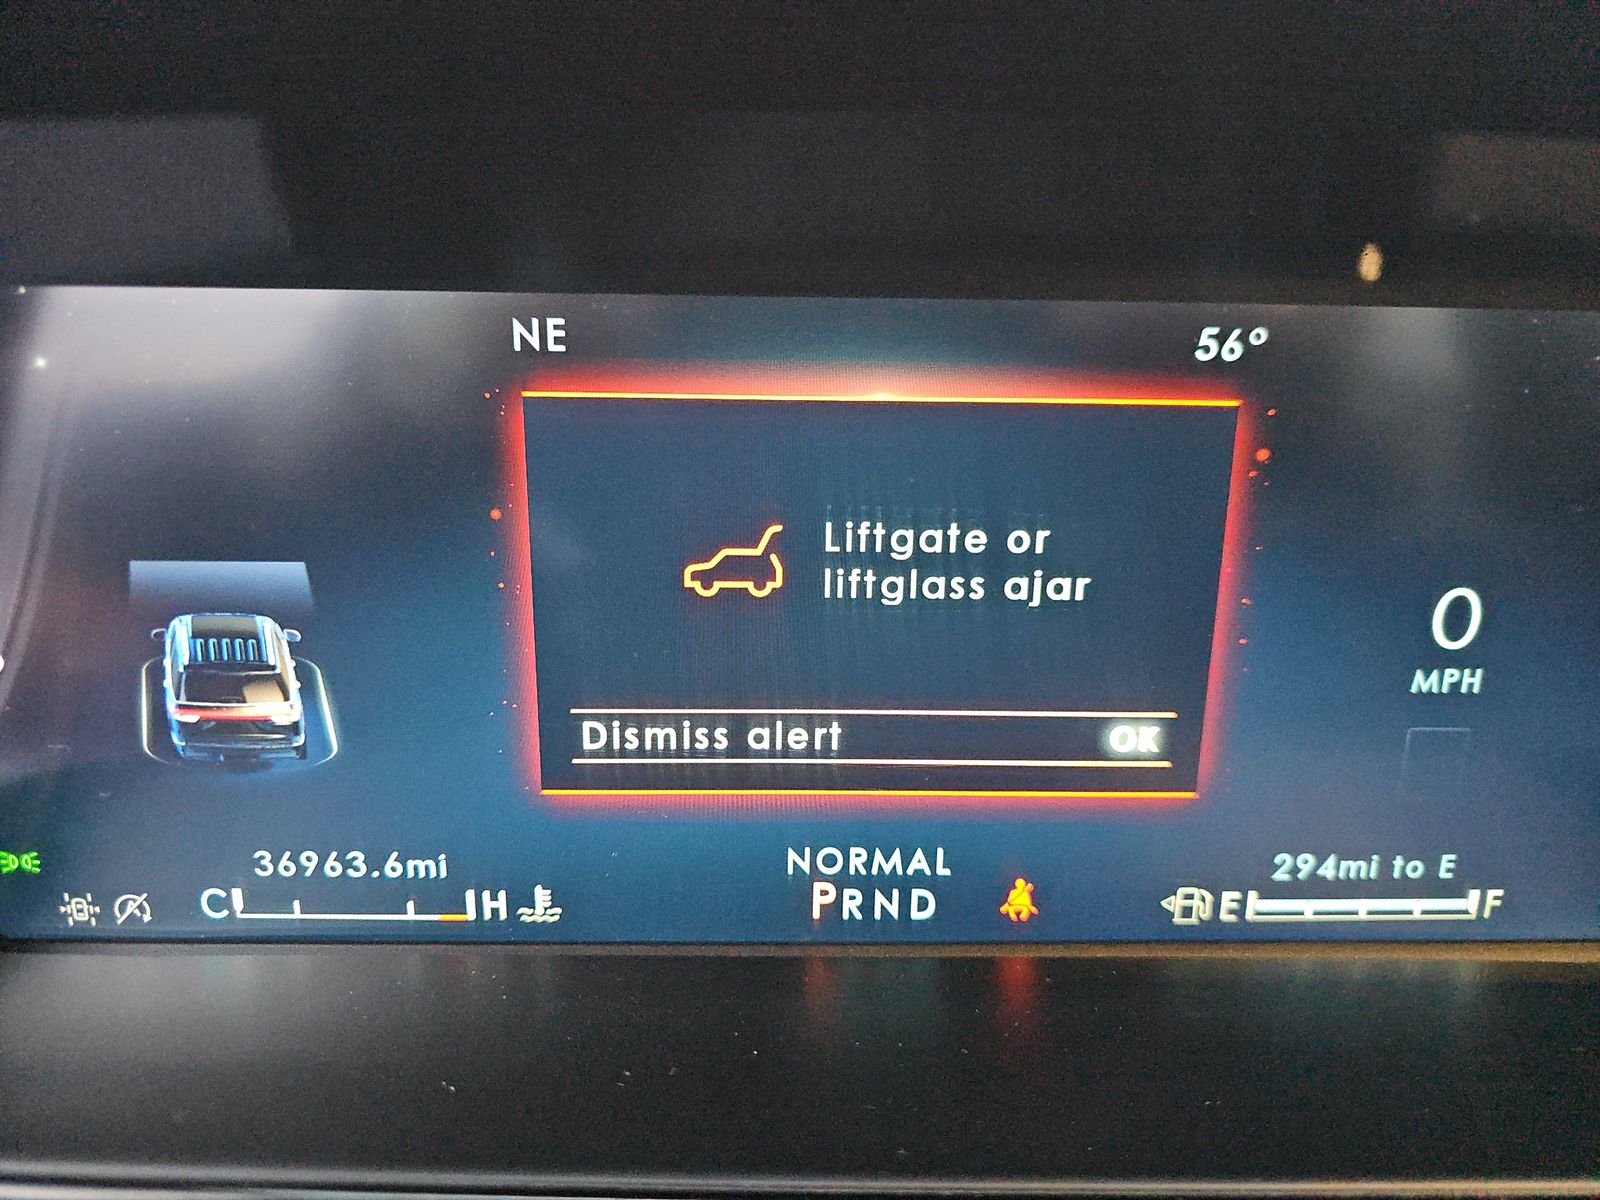 NE
56°
Liftgate or
liftglass ajar
Dismiss alert OK
0
MPH
36963.6mi
NORMAL
294mi to E
C H
PRND
E F